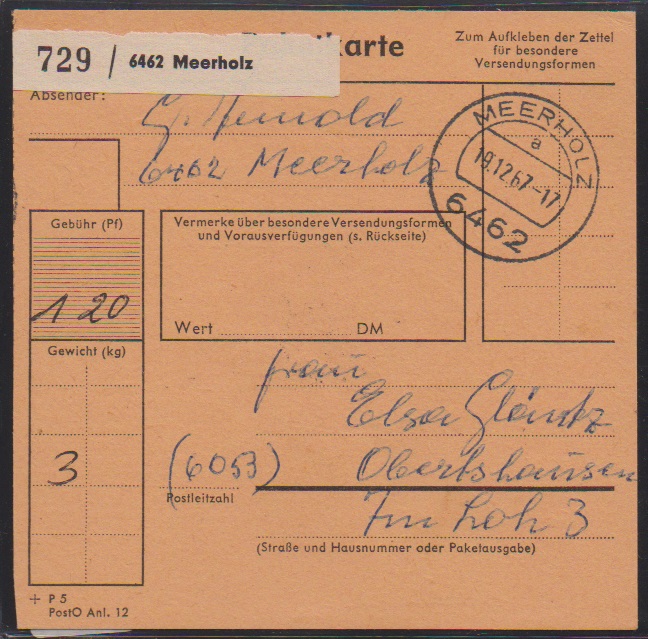 729 / 6462 Meerholz
karte
Zum Aufkleben der Zettel
für besondere
Versendungsformen
Absender:
6462 Meerholz
MEERHOLZ
a
19.12.67-17
6462
Gebühr (Pf)
1 20
Vermerke über besondere Versendungsformen
und Vorausverfügungen (s. Rückseite)
Wert DM
Gewicht (kg)
3
Frau
Elsa
(6053) Obertshausen
Postleitzahl
Im Loh 3
(Straße und Hausnummer oder Paketausgabe)
+ P 5
PostO Anl. 12